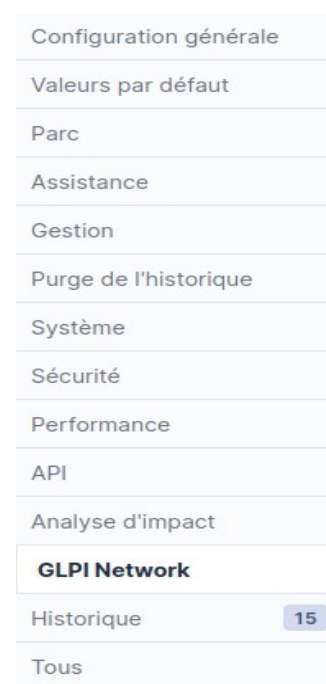 Configuration générale
Valeurs par défaut
Parc
Assistance
Gestion
Purge de l'historique
Système
Sécurité
Performance
API
Analyse d'impact
GLPI Network
Historique 15
Tous